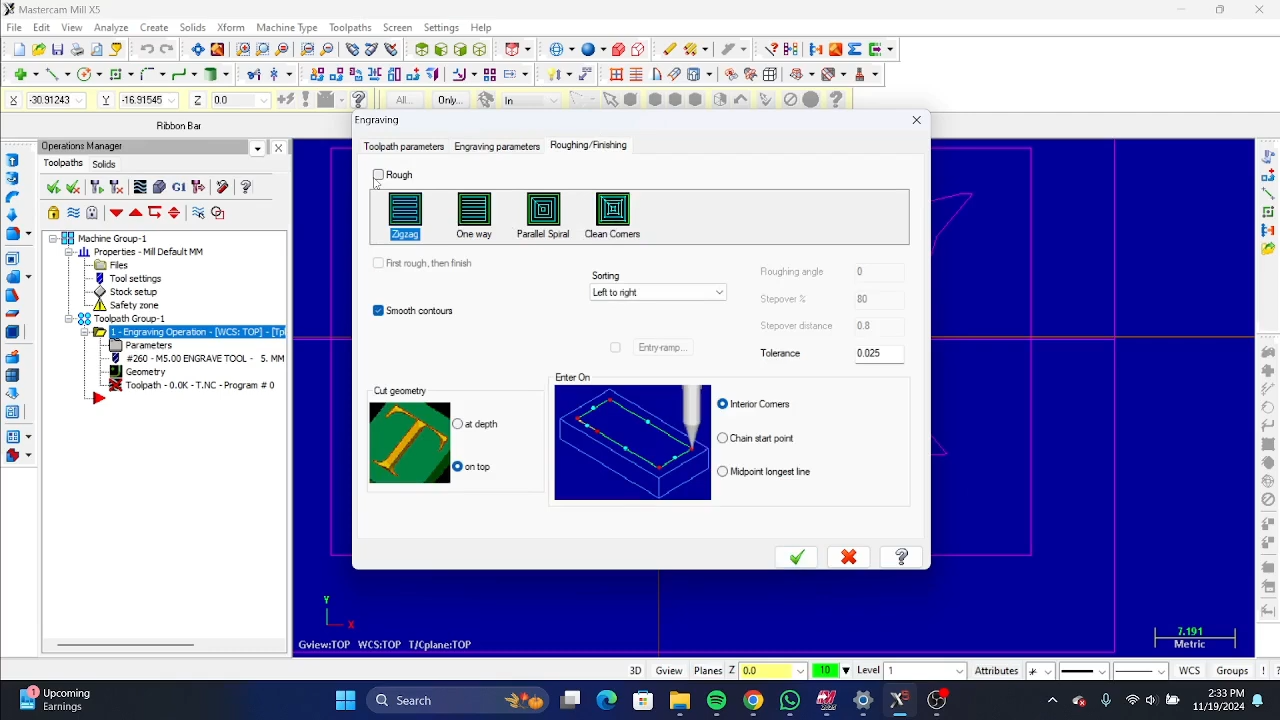 Mastercam Mill X5
File Edit View Analyze Create Solids Xform Machine Type Toolpaths Screen Settings Help
X -30.91243 Y -16.91545 Z 0.0 All... Only... In
Ribbon Bar
Operations Manager
Toolpaths Solids
G1
Machine Group-1
Properties - Mill Default MM
Files
Tool settings
Stock setup
Safety zone
Toolpath Group-1
1 - Engraving Operation - [WCS: TOP] - [Tpl
Parameters
#260 - M5.00 ENGRAVE TOOL - 5. MM
Geometry
Toolpath - 0.0K - T.NC - Program # 0
Engraving
Toolpath parameters Engraving parameters Roughing/Finishing
Rough
Zigzag One way Parallel Spiral Clean Corners
First rough, then finish
Sorting
Left to right
Roughing angle 0
Stepover % 80
Stepover distance 0.8
Smooth contours
Entry-ramp...
Tolerance 0.025
Cut geometry
at depth
on top
Enter On
Interior Corners
Chain start point
Midpoint longest line
Y
X
Gview:TOP WCS:TOP T/Cplane:TOP
7.191
Metric
3D Gview Planes Z 0.0 10 Level 1 Attributes WCS Groups ! ?
1
Upcoming
Earnings
Search
2:33 PM
11/19/2024